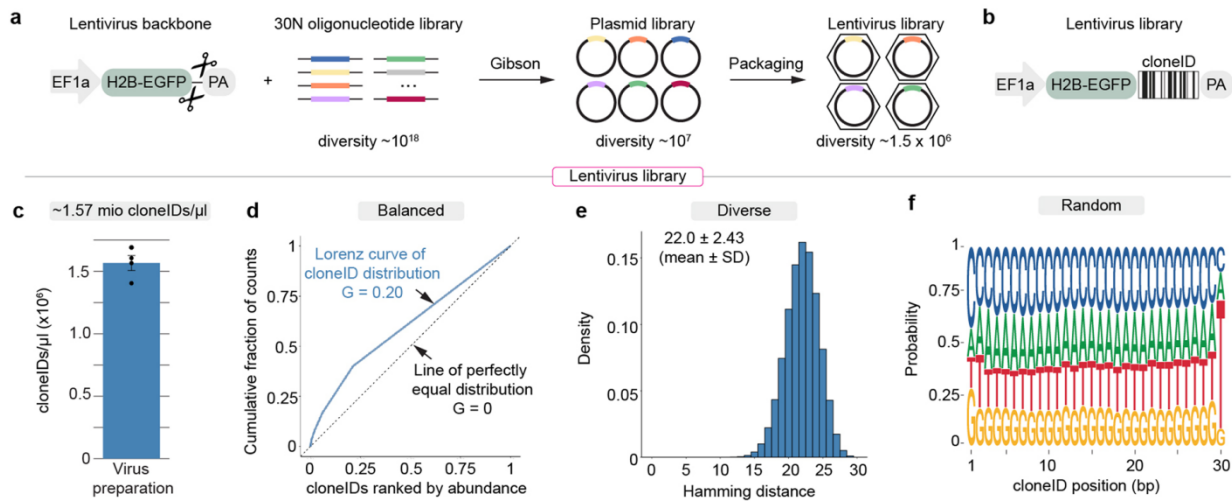 a
Lentivirus backbone
30N oligonucleotide library
Plasmid library
Lentivirus library
EF1a
H2B-EGFP
PA
+
...
Gibson
Packaging
diversity ~10¹⁸
diversity ~10⁷
diversity ~1.5 x 10⁶
b
Lentivirus library
cloneID
EF1a
H2B-EGFP
PA
Lentivirus library
c
~1.57 mio cloneIDs/µl
cloneIDs/µl (x10⁶)
1.5
1.0
0.5
0
Virus
preparation
d
Balanced
Cumulative fraction of counts
1
0.75
0.5
0.25
0
Lorenz curve of
cloneID distribution
G = 0.20
Line of perfectly
equal distribution
G = 0
0
0.25
0.5
0.75
1
cloneIDs ranked by abundance
e
Diverse
22.0 ± 2.43
(mean ± SD)
Density
0.15
0.10
0.05
0
0
5
10
15
20
25
30
Hamming distance
f
Random
Probability
1
0.75
0.5
0.25
0
CCCCCCCCCCCCCCCCCCCCCCCCCCCCCC
AAAAAAAAAAAAAAAAAAAAAAAAAAAAAA
TTTTTTTTTTTTTTTTTTTTTTTTTTTTTT
GGGGGGGGGGGGGGGGGGGGGGGGGGGGGG
1
10
20
30
cloneID position (bp)